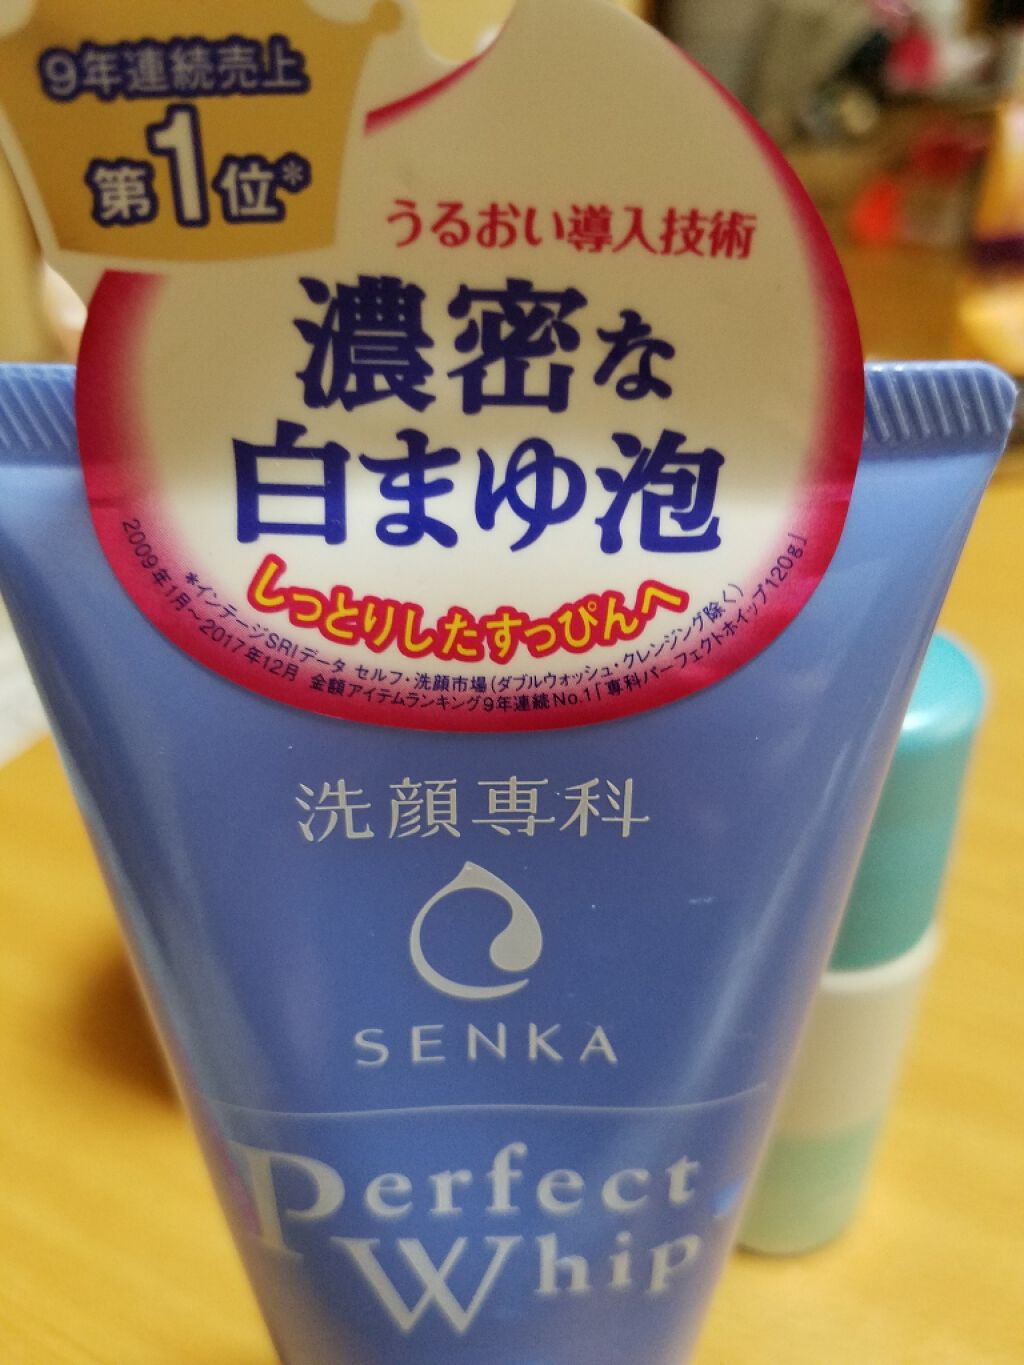 9年連続売上
第1位*
うるおい導入技術
濃密な
白まゆ泡
しっとりしたすっぴんへ
*インテージSRIデータ セルフ・洗顔市場(ダブルウォッシュ・クレンジング除く)
2009年1月～2017年12月 金額アイテムランキング9年連続No.1「専科パーフェクトホイップ120g」
洗顔専科
SENKA
Perfect
Whip